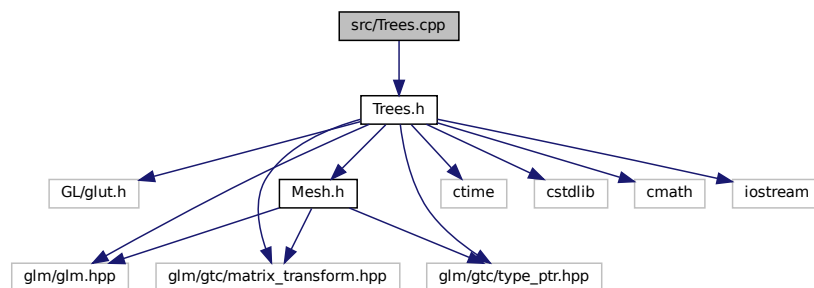 src/Trees.cpp
Trees.h
GL/glut.h
Mesh.h
ctime
cstdlib
cmath
iostream
glm/glm.hpp
glm/gtc/matrix_transform.hpp
glm/gtc/type_ptr.hpp